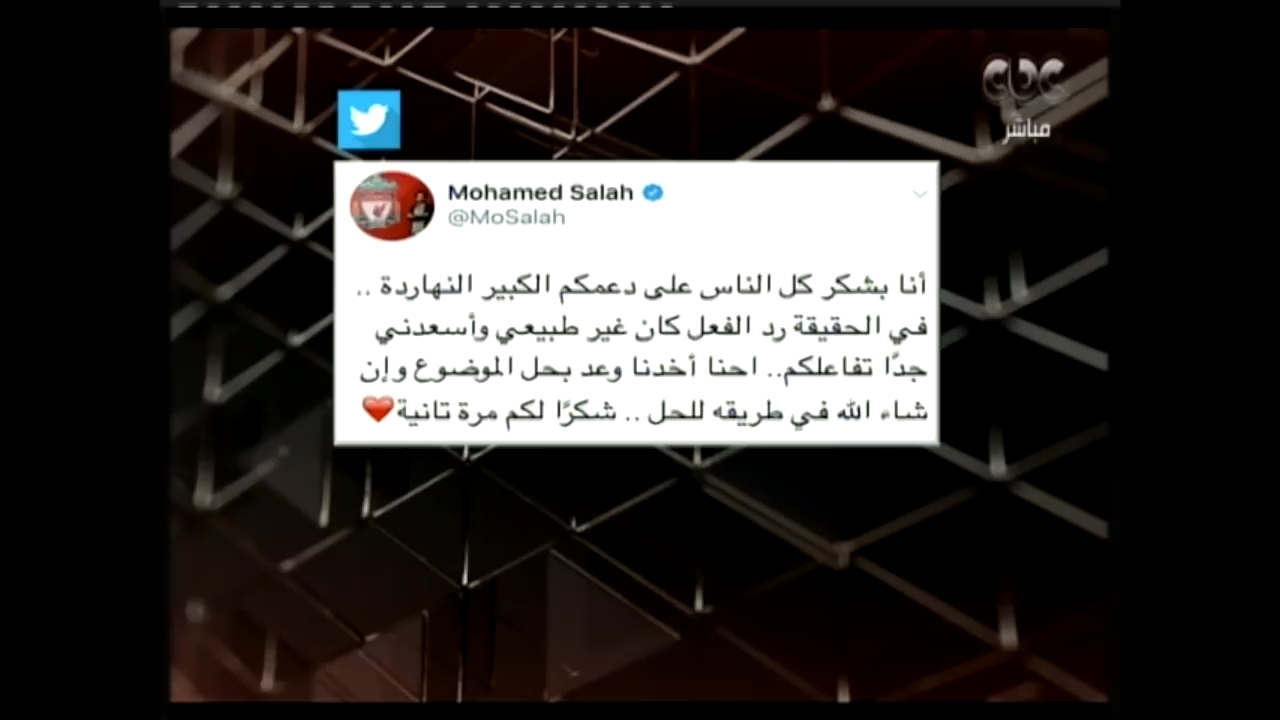 cbc
مباشر
Mohamed Salah
@MoSalah
أنا بشكر كل الناس على دعمكم الكبير النهاردة ..
في الحقيقة رد الفعل كان غير طبيعي وأسعدني
جدًا تفاعلكم.. احنا أخدنا وعد بحل الموضوع وإن
شاء الله في طريقه للحل .. شكرًا لكم مرة تانية❤️